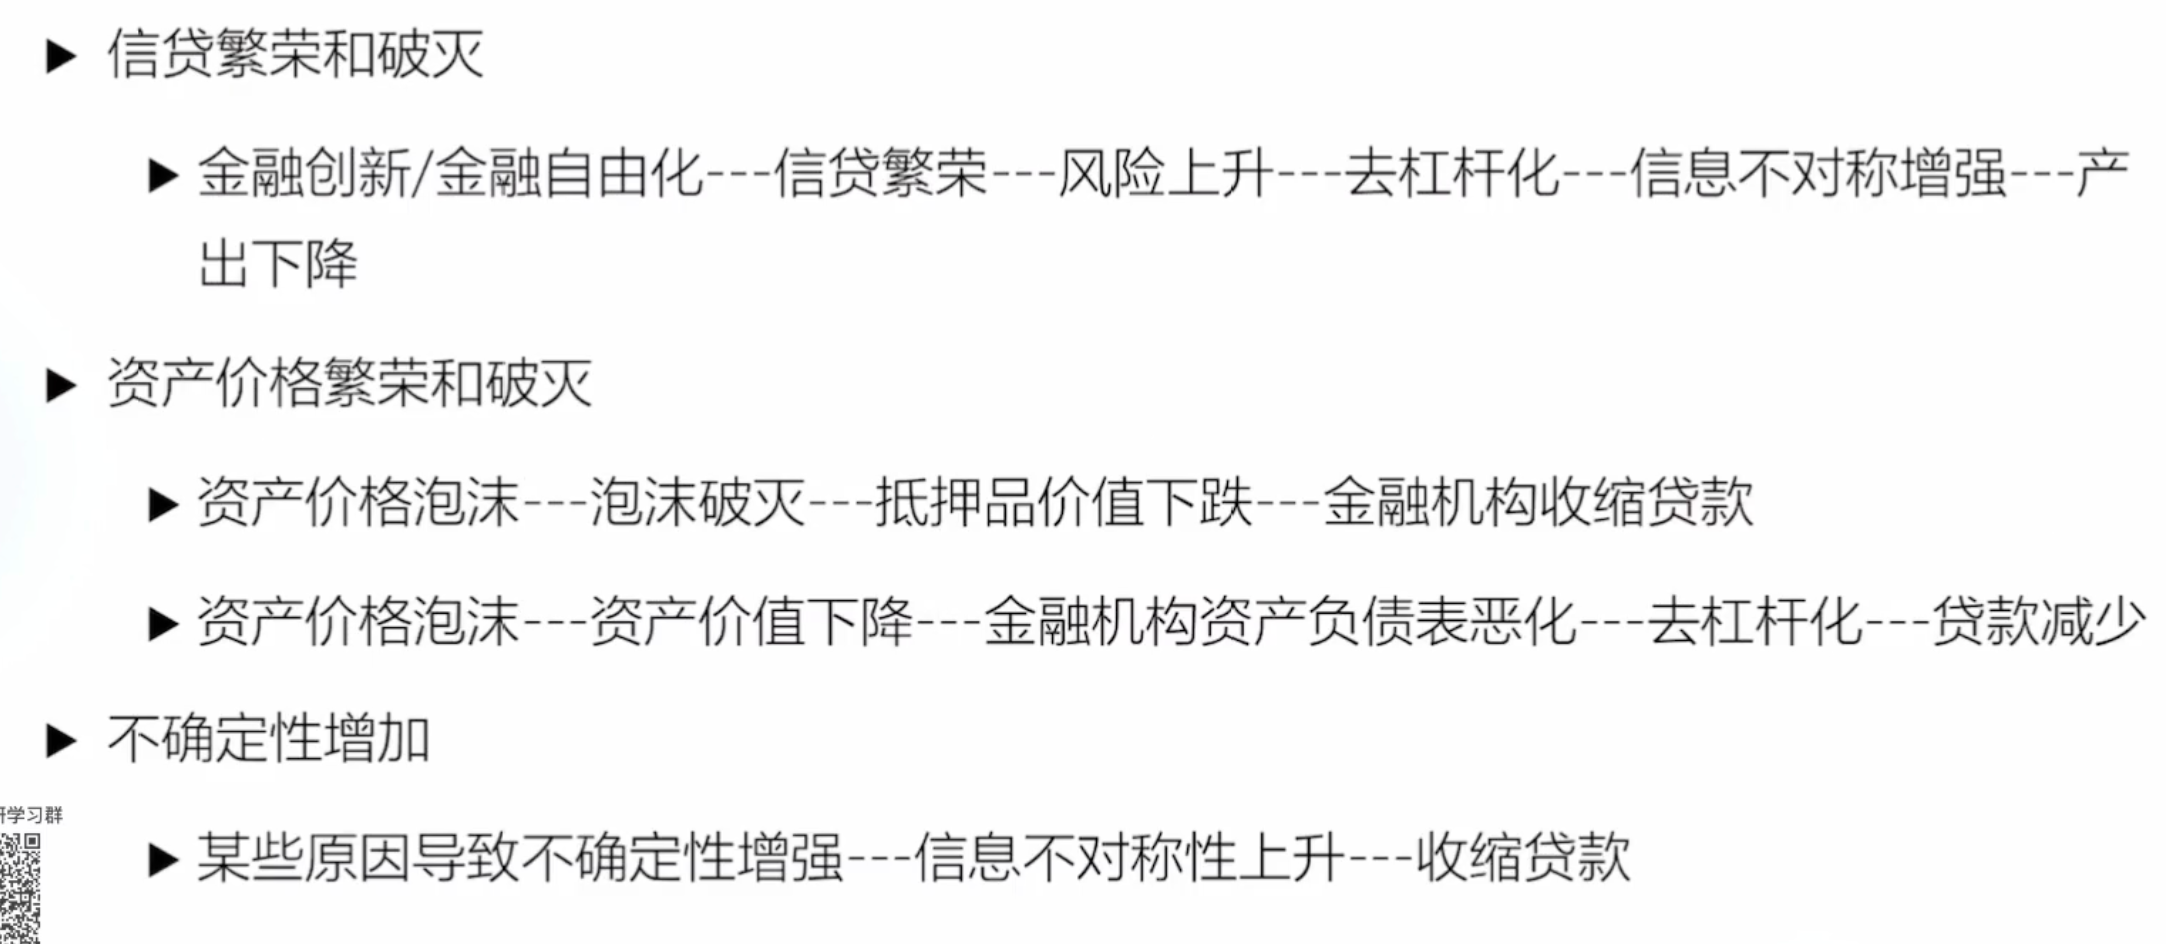 ▶ 信贷繁荣和破灭
▶ 金融创新/金融自由化---信贷繁荣---风险上升---去杠杆化---信息不对称增强---产
出下降
▶ 资产价格繁荣和破灭
▶ 资产价格泡沫---泡沫破灭---抵押品价值下跌---金融机构收缩贷款
▶ 资产价格泡沫---资产价值下降---金融机构资产负债表恶化---去杠杆化---贷款减少
▶ 不确定性增加
学习群
▶ 某些原因导致不确定性增强---信息不对称性上升---收缩贷款